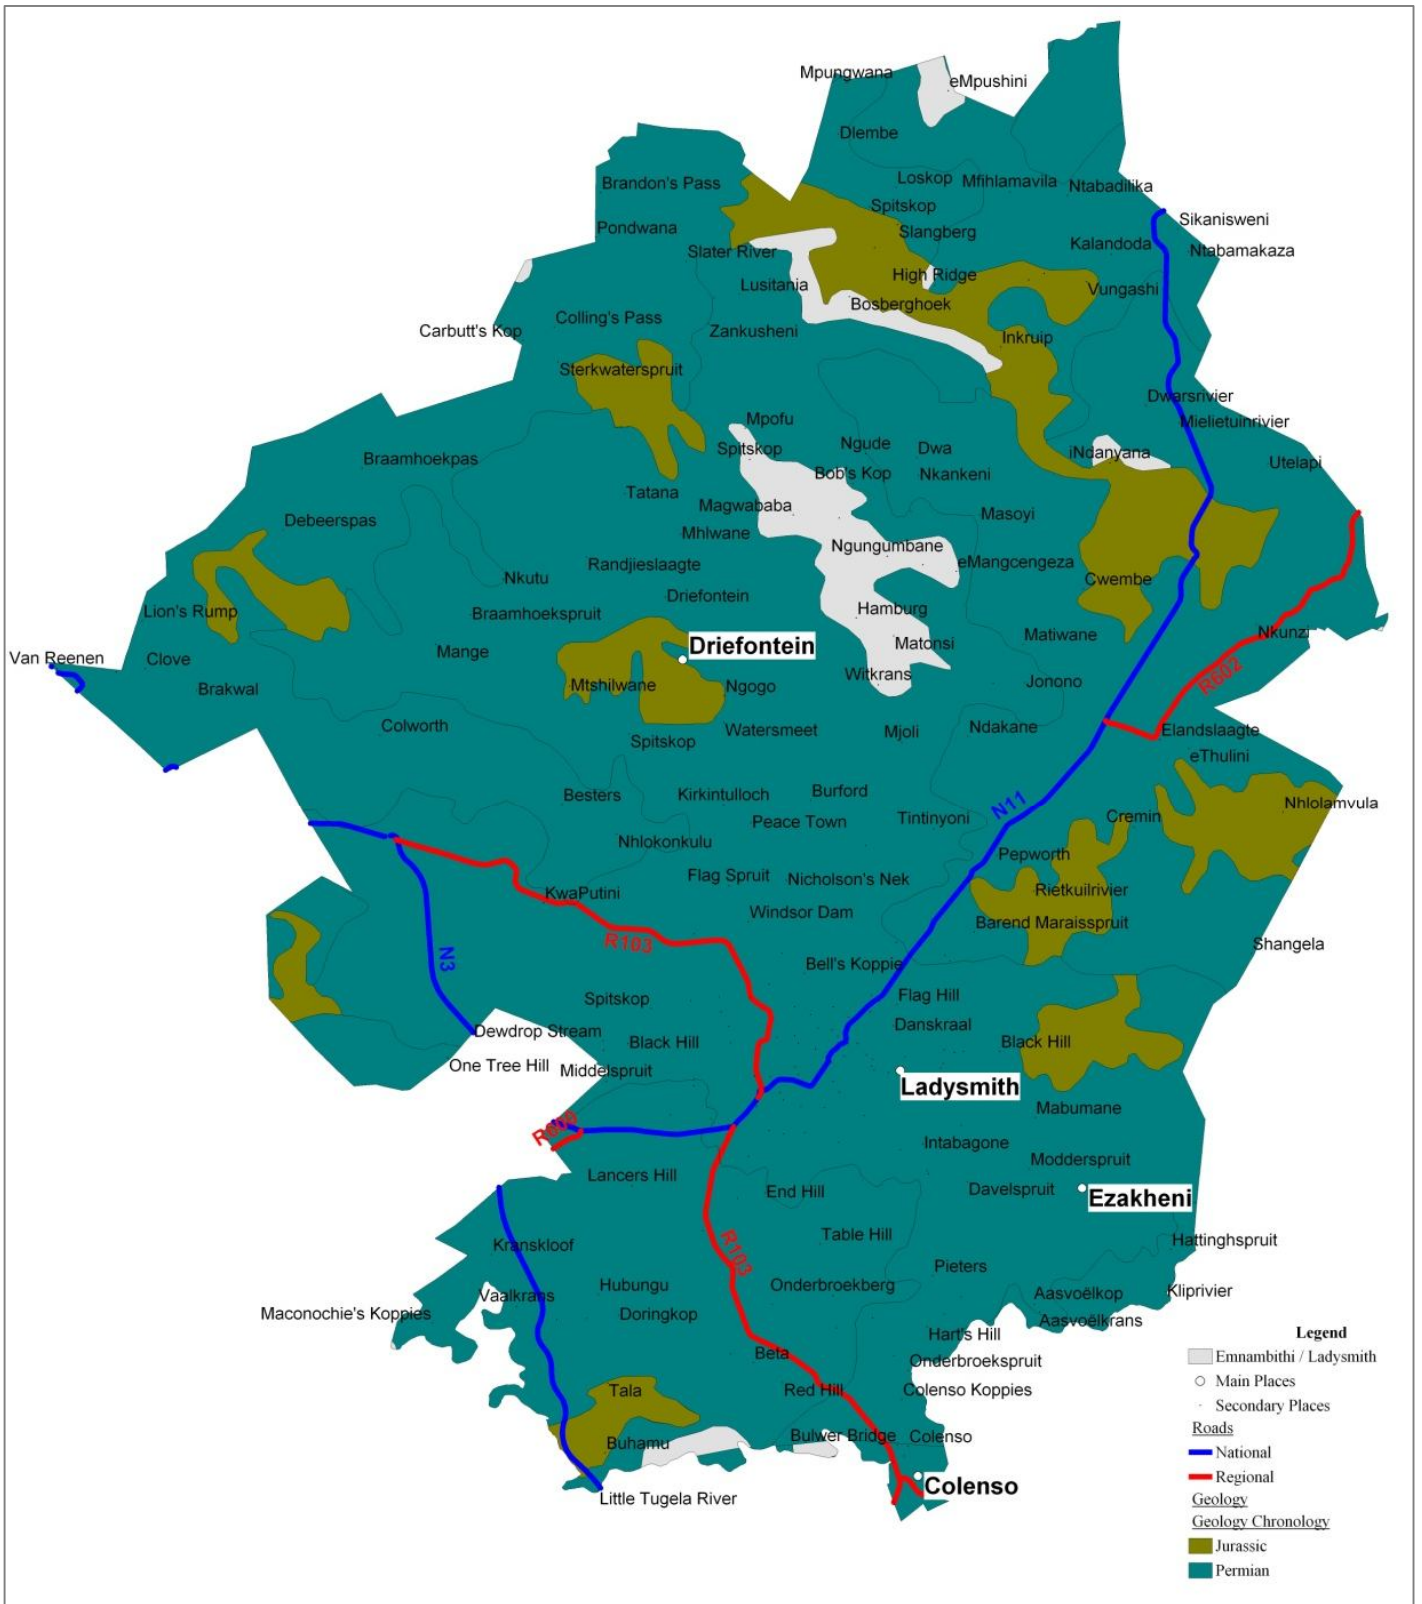 Mpungwana
eMpushini
Dlembe
Loskop
Mfihlamavila
Ntabadilika
Brandon's Pass
Spitskop
Sikanisweni
Pondwana
Slangberg
Kalandoda
Ntabamakaza
Slater River
High Ridge
Lusitania
Vungashi
Bosberghoek
Colling's Pass
Carbutt's Kop
Zankusheni
Inkruip
Sterkwaterspruit
Dwarsrivier
Mpofu
Mielietuinrivier
Spitskop
Ngude
Dwa
iNdanyana
Braamhoekpas
Utelapi
Bob's Kop
Nkankeni
Tatana
Magwababa
Masoyi
Debeerspas
Mhlwane
Ngungumbane
eMangcengeza
Randjieslaagte
Nkutu
Cwembe
Driefontein
Lion's Rump
Braamhoekspruit
Hamburg
Matiwane
Nkunzi
Driefontein
Matonsi
Van Reenen
Clove
Mange
Witkrans
R602
Brakwal
Mtshilwane
Ngogo
Jonono
Colworth
Watersmeet
Mjoli
Ndakane
Elandslaagte
Spitskop
eThulini
Besters
Kirkintulloch
Burford
N11
Nhlolamvula
Peace Town
Tintinyoni
Cremin
Nhlokonkulu
Pepworth
Flag Spruit
Nicholson's Nek
KwaPutini
Rietkuilrivier
Windsor Dam
Barend Maraisspruit
R103
Shangela
N3
Bell's Koppie
Spitskop
Flag Hill
Dewdrop Stream
Danskraal
Black Hill
Black Hill
One Tree Hill
Middelspruit
Ladysmith
R600
Mabumane
Intabagone
Modderspruit
Lancers Hill
End Hill
Davelspruit
Ezakheni
Table Hill
Hattinghspruit
Kranskloof
R103
Pieters
Hubungu
Onderbroekberg
Aasvoëlkop
Kliprivier
Vaalkrans
Maconochie's Koppies
Doringkop
Aasvoëlkrans
Hart's Hill
Beta
Onderbroekspruit
Tala
Red Hill
Colenso Koppies
Buhamu
Bulwer Bridge
Colenso
Colenso
Little Tugela River
Legend
Emnambithi / Ladysmith
Main Places
Secondary Places
Roads
National
Regional
Geology
Geology Chronology
Jurassic
Permian